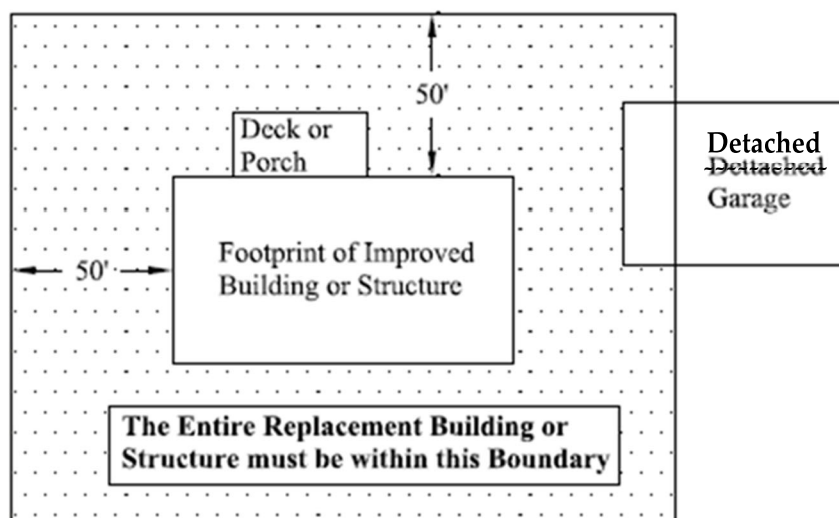 50'
Deck or
Porch
Detached
Dettached
Garage
Footprint of Improved
Building or Structure
50'
The Entire Replacement Building or
Structure must be within this Boundary